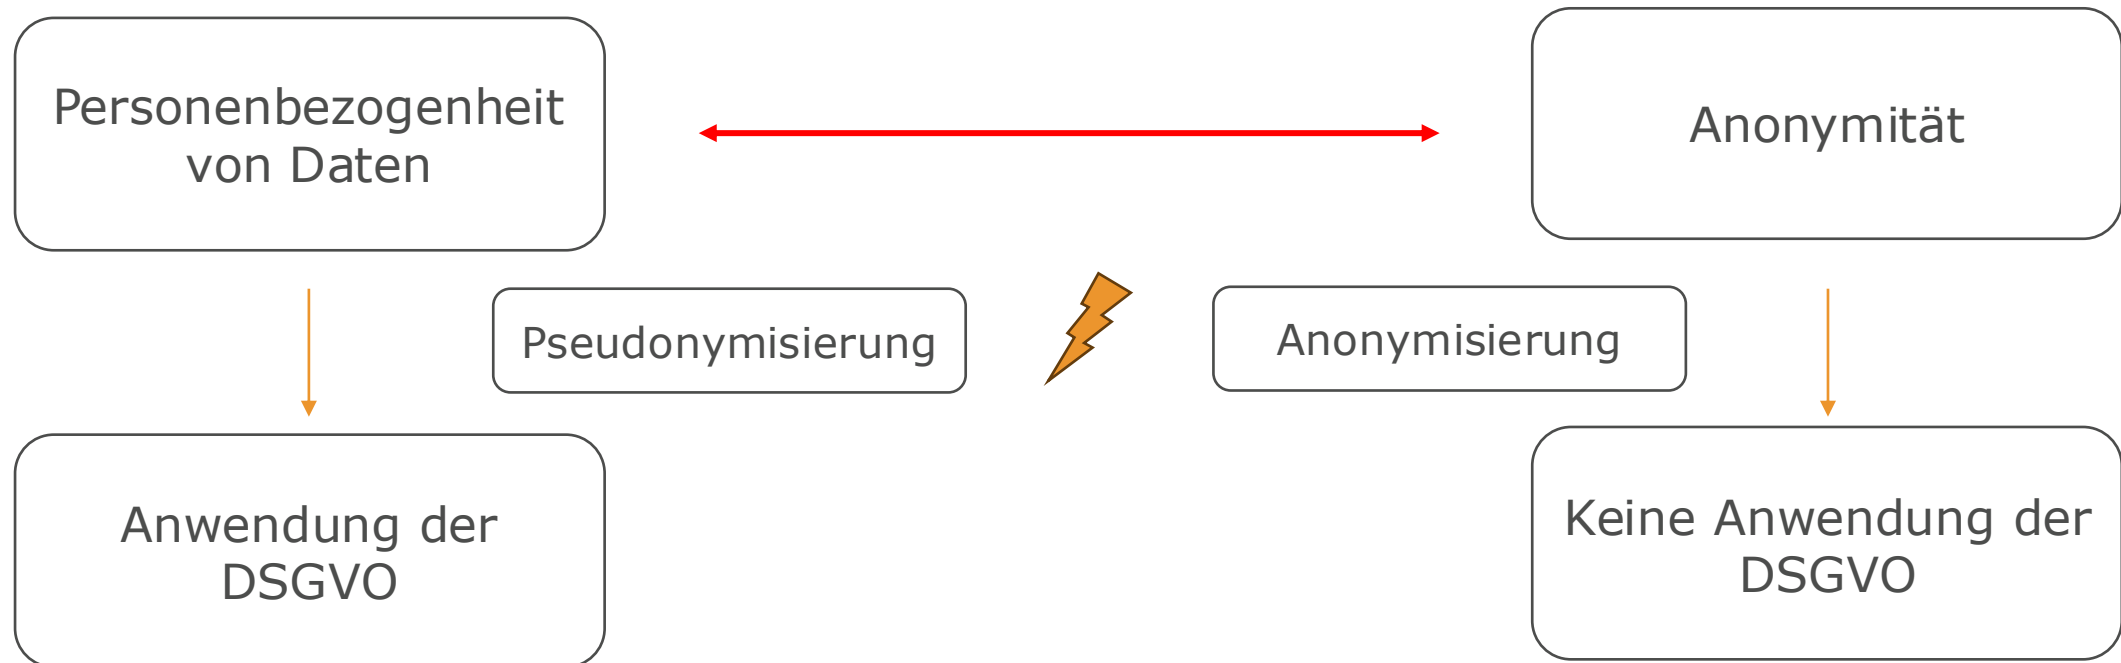 Personenbezogenheit
von Daten
Anonymität
Pseudonymisierung
Anonymisierung
Anwendung der
DSGVO
Keine Anwendung der
DSGVO